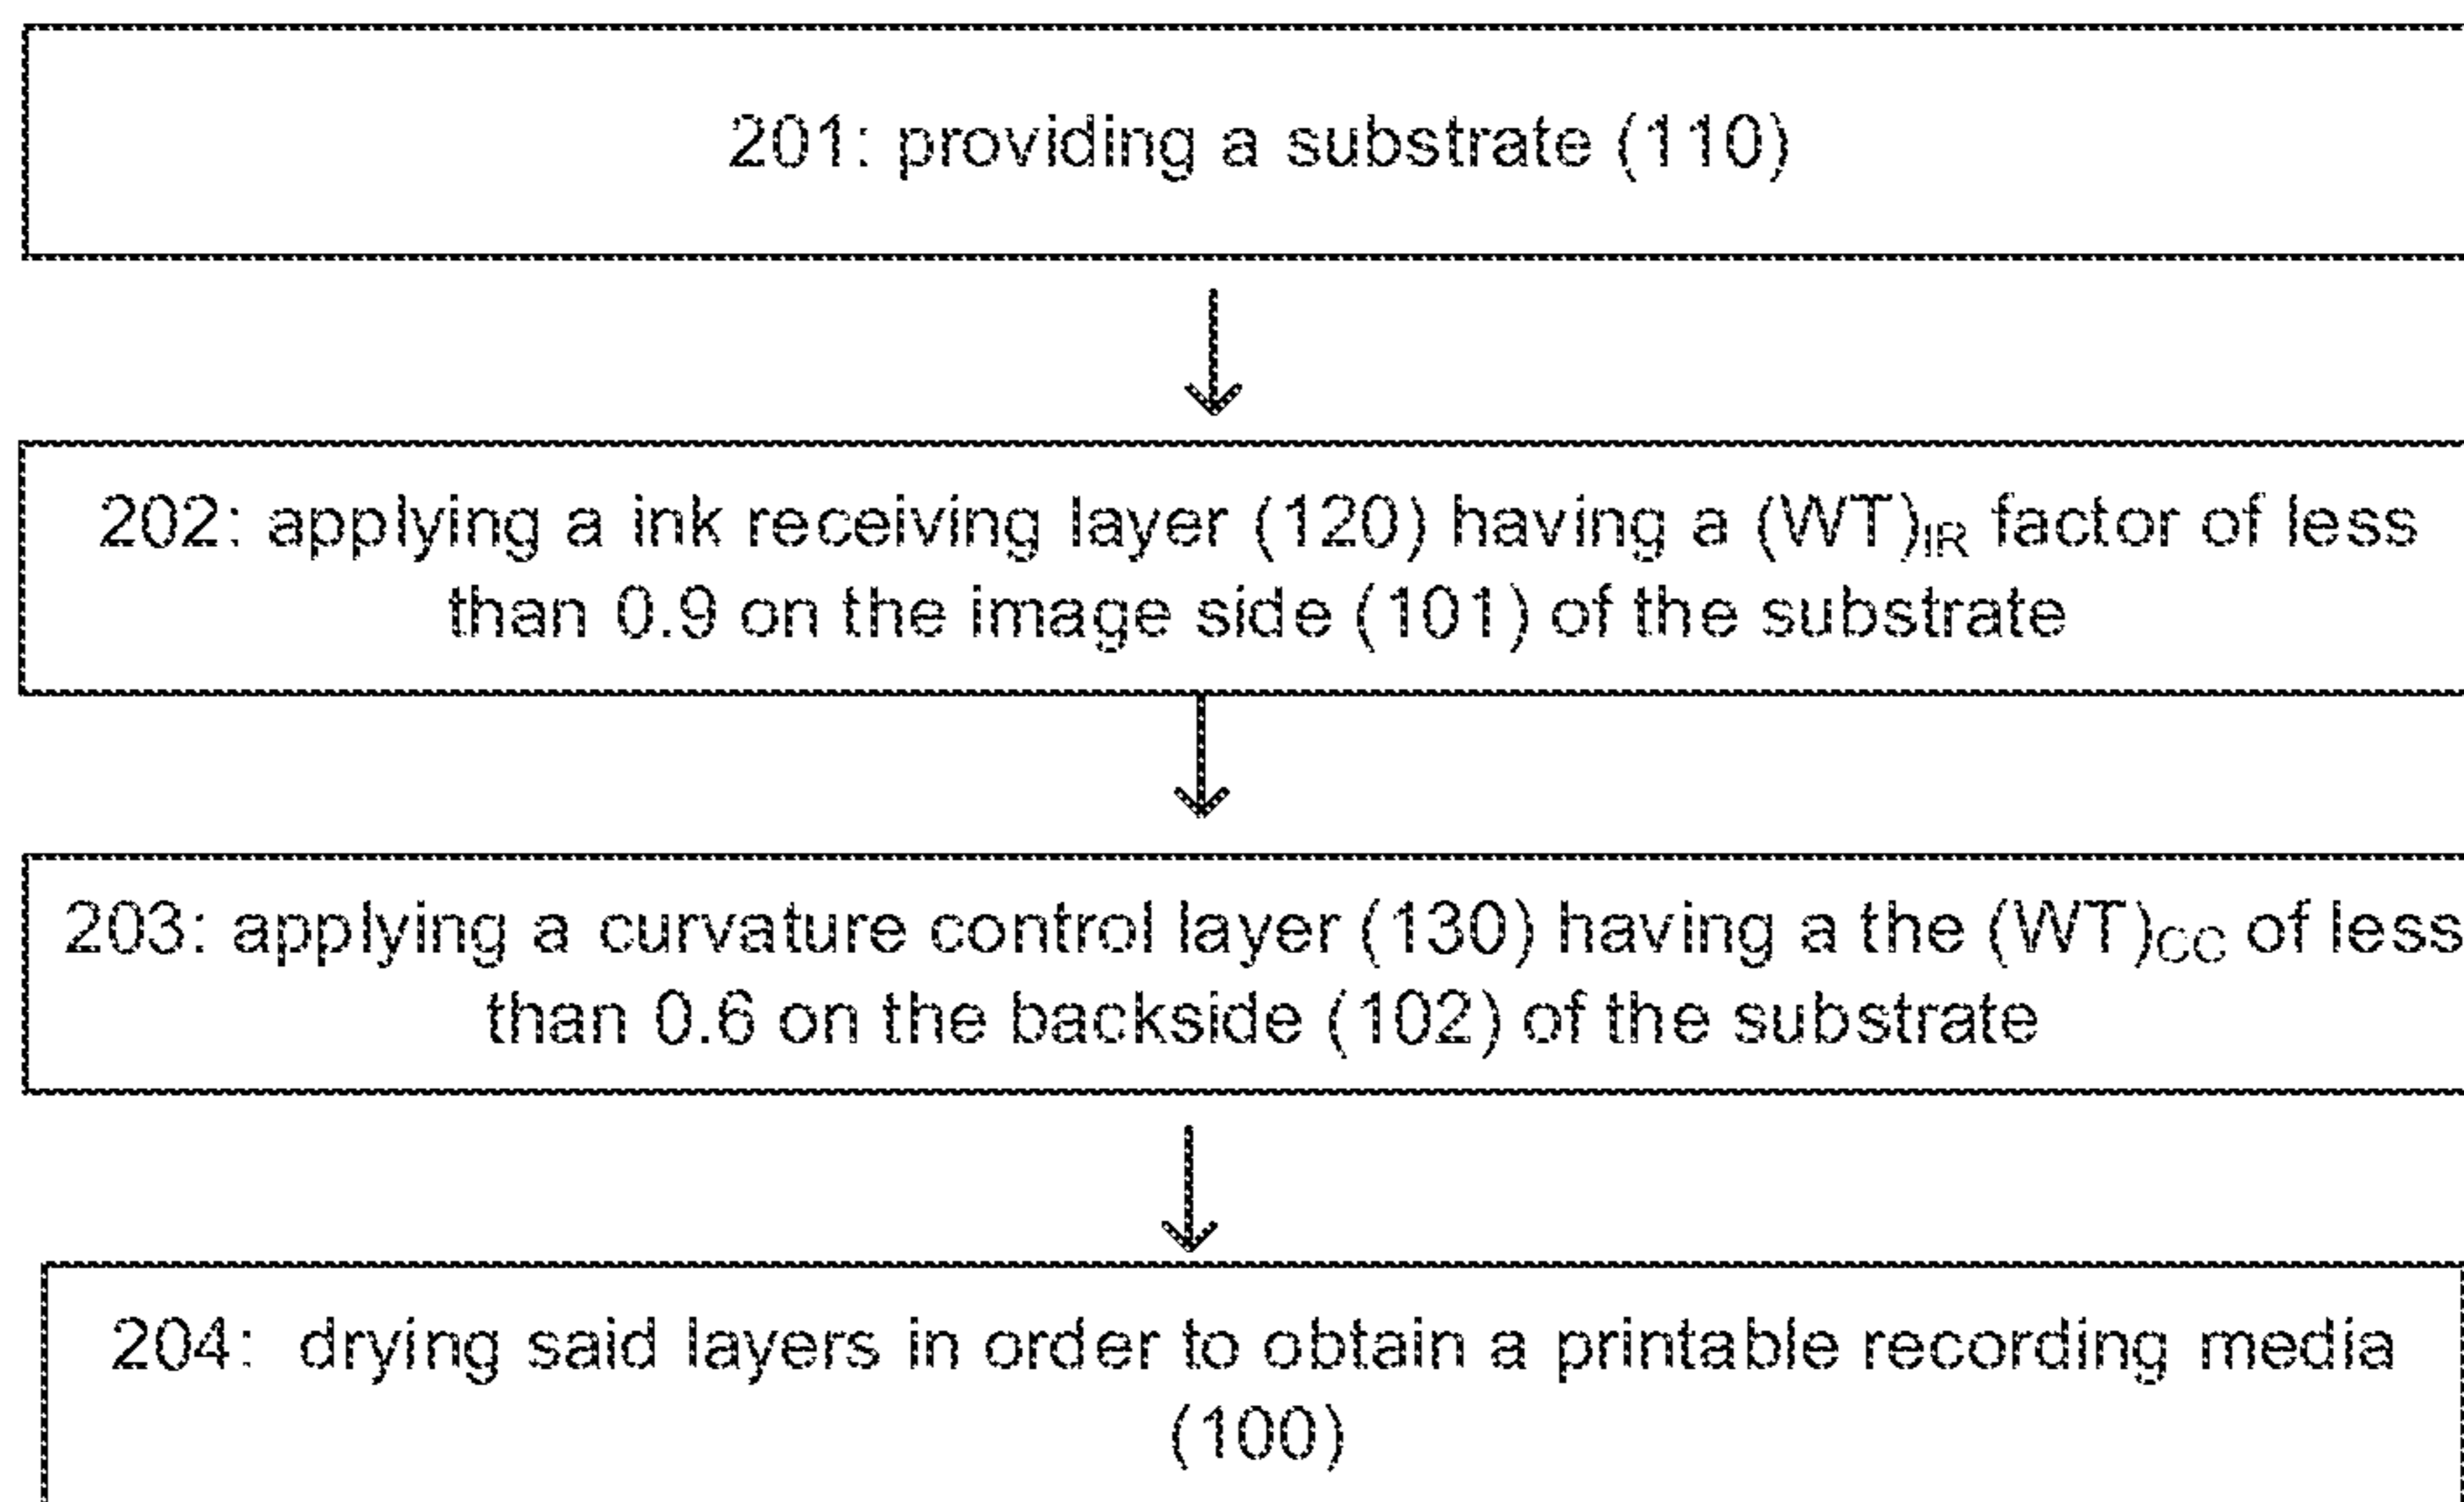 201: providing a substrate (110)
202: applying a ink receiving layer (120) having a (WT)IR factor of less
than 0.9 on the image side (101) of the substrate
203: applying a curvature control layer (130) having a the (WT)CC of less
than 0.6 on the backside (102) of the substrate
204: drying said layers in order to obtain a printable recording media
(100)